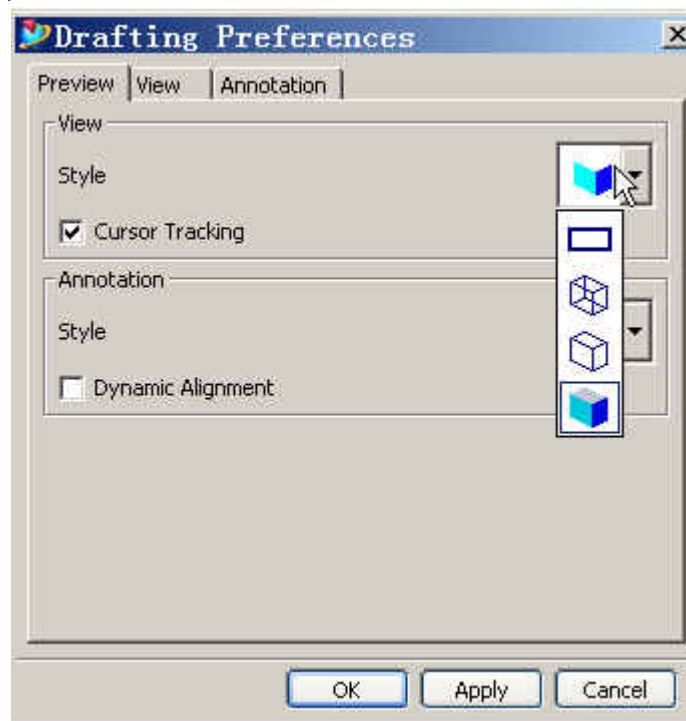 Drafting Preferences
Preview View Annotation
View
Style
Cursor Tracking
Annotation
Style
Dynamic Alignment
OK Apply Cancel